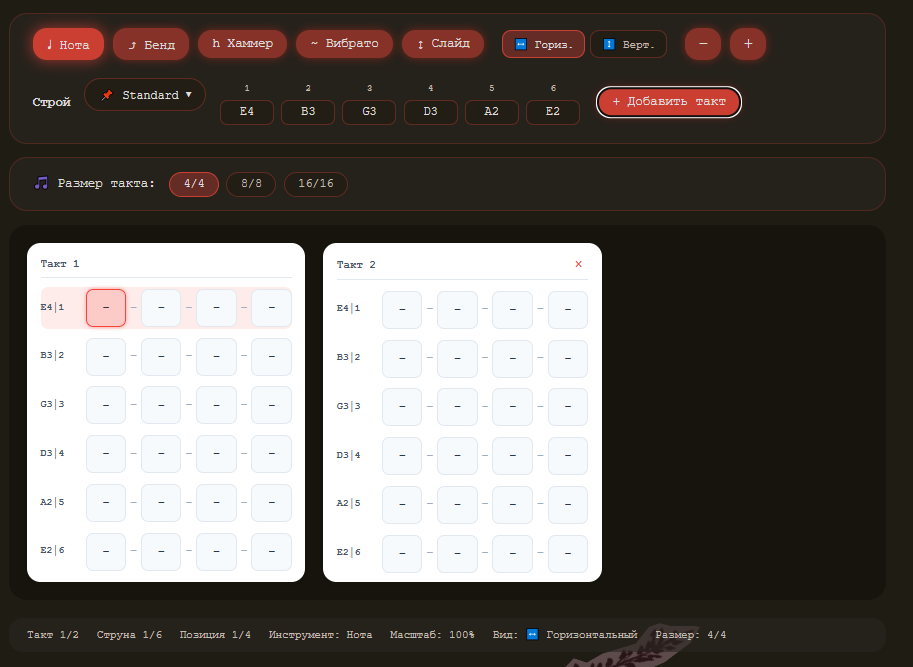 ♩ Нота ⤴ Бенд h Хаммер ~ Вибрато ↕ Слайд ↔ Гориз. ↕ Верт. − +
1 2 3 4 5 6
Строй 📌 Standard ▼ E4 B3 G3 D3 A2 E2 + Добавить такт
🎵 Размер такта: 4/4 8/8 16/16
Такт 1
E4|1 – – – – – – –
B3|2 – – – – – – –
G3|3 – – – – – – –
D3|4 – – – – – – –
A2|5 – – – – – – –
E2|6 – – – – – – –
Такт 2 ×
E4|1 – – – – – – –
B3|2 – – – – – – –
G3|3 – – – – – – –
D3|4 – – – – – – –
A2|5 – – – – – – –
E2|6 – – – – – – –
Такт 1/2 Струна 1/6 Позиция 1/4 Инструмент: Нота Масштаб: 100% Вид: ↔ Горизонтальный Размер: 4/4